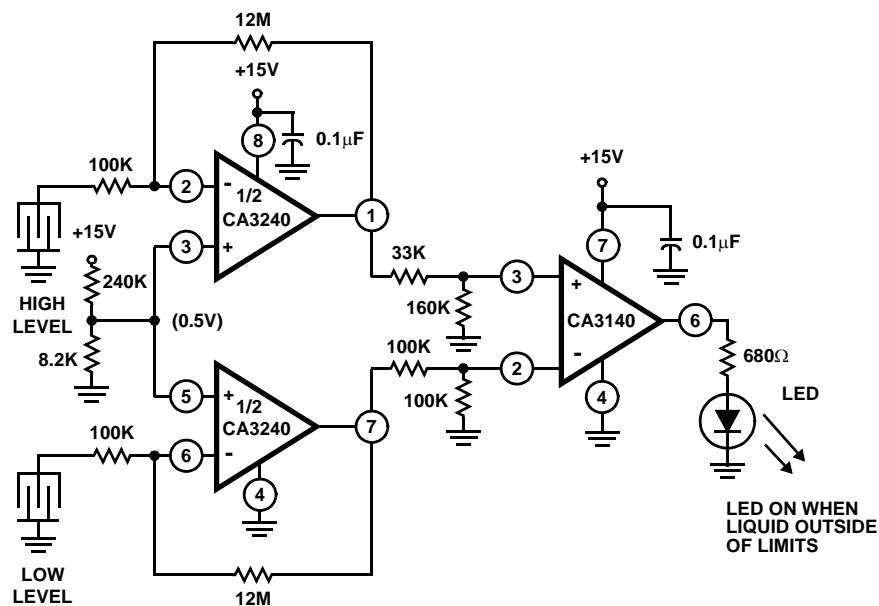 12M
+15V
8
0.1μF
100K
2
-
1/2
CA3240
1
+15V
3
+
240K
HIGH
LEVEL
(0.5V)
8.2K
33K
160K
+15V
7
0.1μF
3
+
CA3140
6
2
-
4
680Ω
LED
100K
100K
5
+
1/2
CA3240
7
100K
6
-
4
LOW
LEVEL
12M
LED ON WHEN
LIQUID OUTSIDE
OF LIMITS